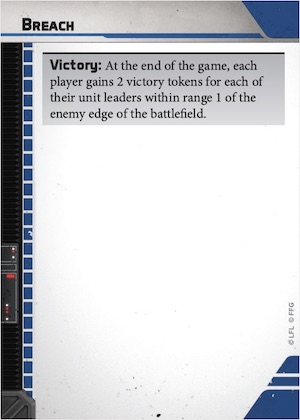 Breach
Victory: At the end of the game, each
player gains 2 victory tokens for each of
their unit leaders within range 1 of the
enemy edge of the battlefield.
© LFL © FFG